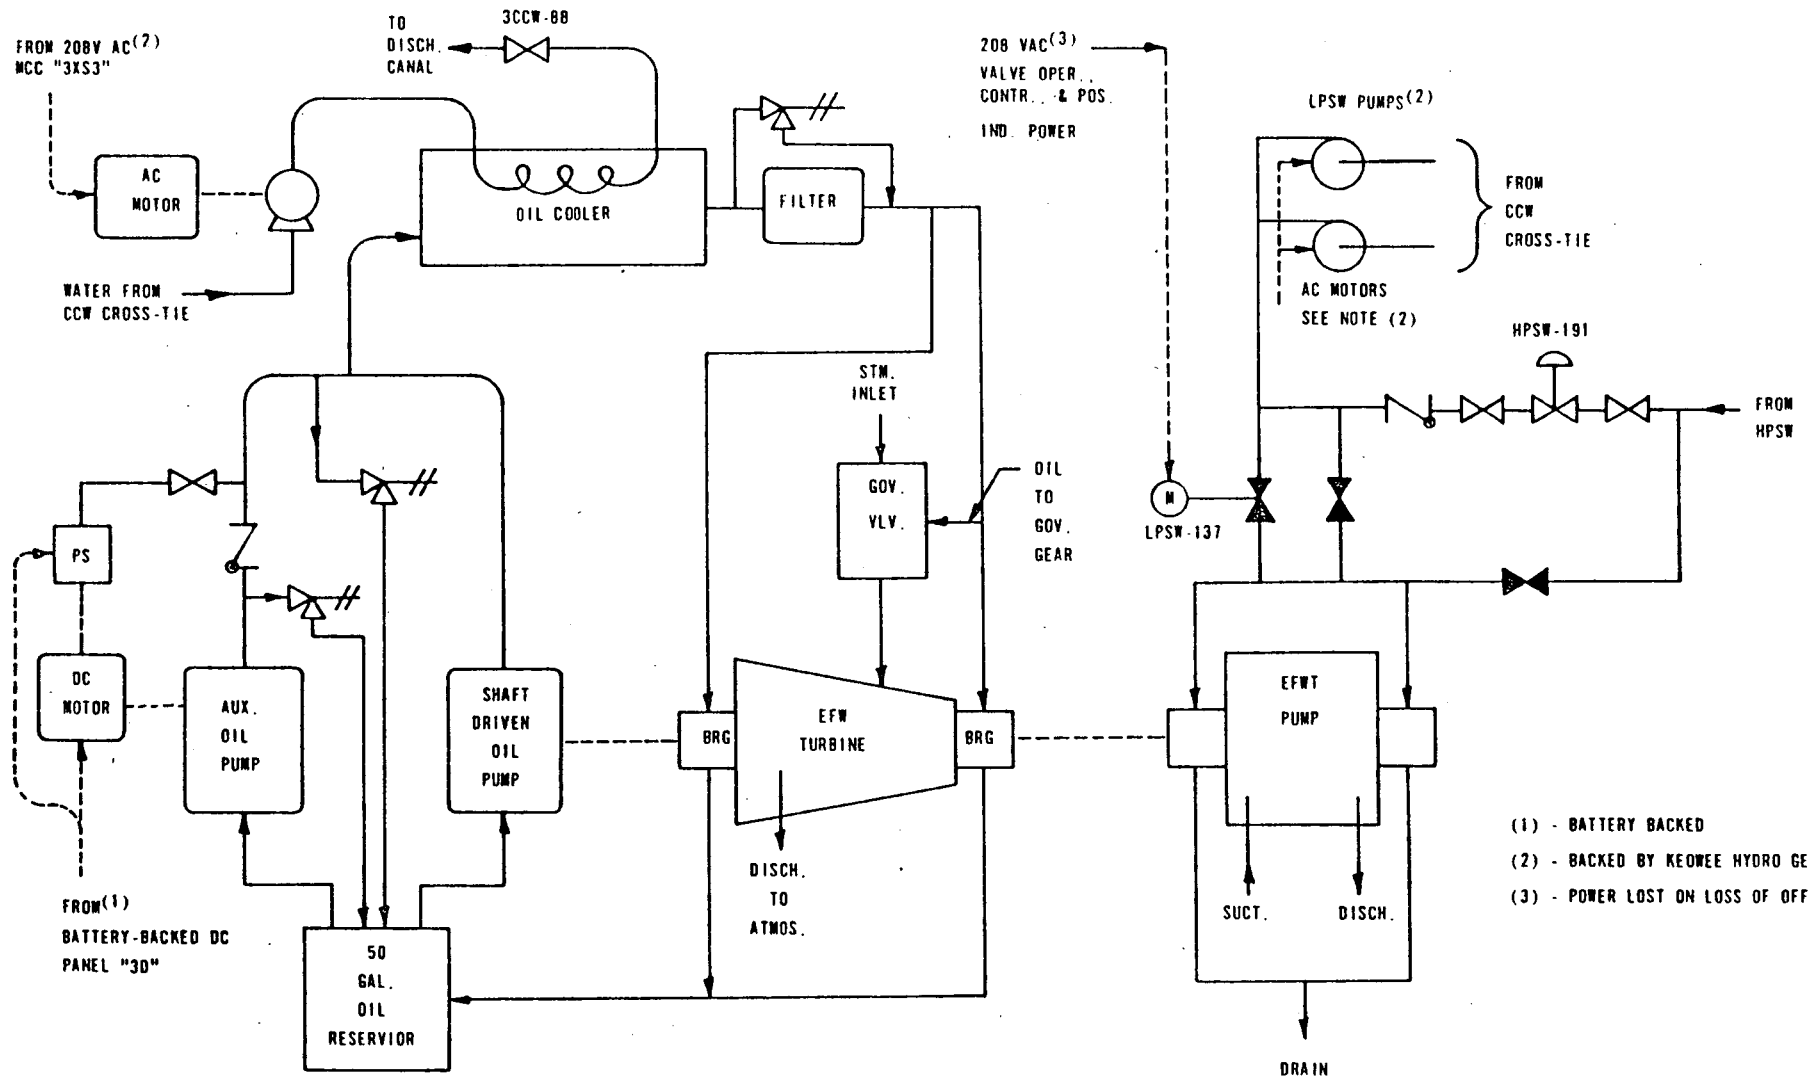 TO
DISCH.
CANAL
3CCW-88
FROM 208V AC(2)
MCC "3XS3"
AC
MOTOR
WATER FROM
CCW CROSS-TIE
OIL COOLER
FILTER
208 VAC(3)
VALVE OPER.,
CONTR., & POS.
IND. POWER
LPSW PUMPS(2)
FROM
CCW
CROSS-TIE
AC MOTORS
SEE NOTE (2)
HPSW-191
FROM
HPSW
STM.
INLET
GOV.
VLV.
OIL
TO
GOV.
GEAR
M
LPSW-137
PS
DC
MOTOR
AUX.
OIL
PUMP
SHAFT
DRIVEN
OIL
PUMP
BRG
EFW
TURBINE
BRG
EFWT
PUMP
DISCH.
TO
ATMOS.
SUCT.
DISCH.
FROM(1)
BATTERY-BACKED DC
PANEL "3D"
50
GAL.
OIL
RESERVIOR
DRAIN
(1) - BATTERY BACKED
(2) - BACKED BY KEOWEE HYDRO GE
(3) - POWER LOST ON LOSS OF OFF